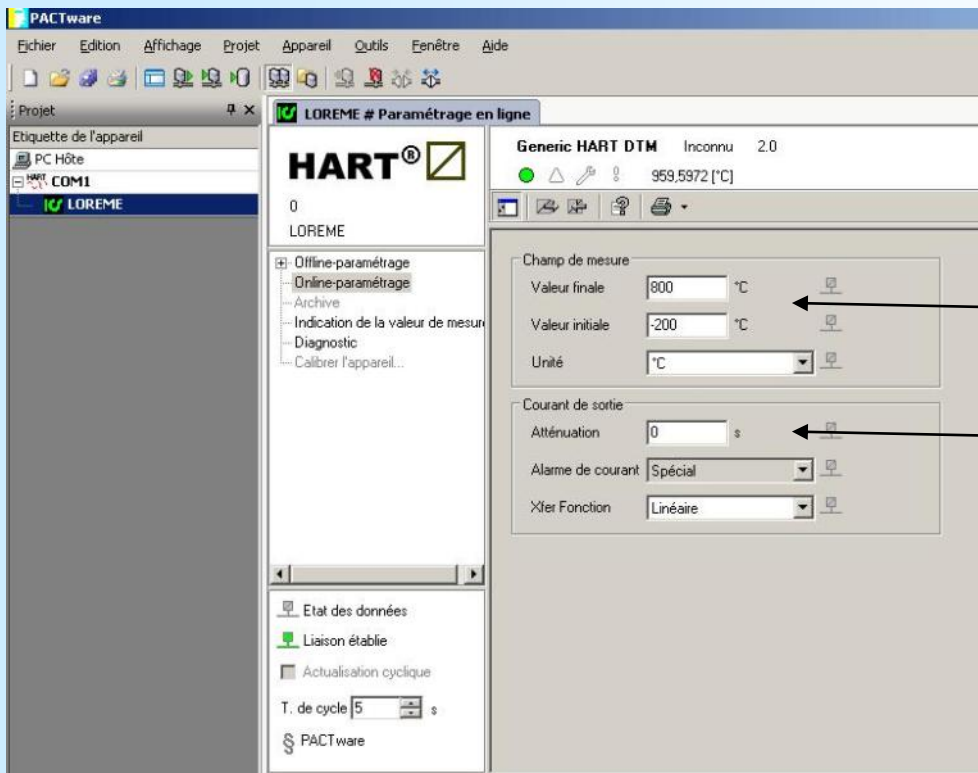 PACTware
Fichier Edition Affichage Projet Appareil Outils Fenêtre Aide
Projet
Etiquette de l'appareil
PC Hôte
COM1
LOREME
LOREME # Paramétrage en ligne
HART®
0
LOREME
Offline-paramétrage
Online-paramétrage
Archive
Indication de la valeur de mesur
Diagnostic
Calibrer l'appareil...
Etat des données
Liaison établie
Actualisation cyclique
T. de cycle 5 s
§ PACTware
Generic HART DTM Inconnu 2.0
959,5972 [°C]
Champ de mesure
Valeur finale 800 °C
Valeur initiale -200 °C
Unité °C
Courant de sortie
Atténuation 0 s
Alarme de courant Spécial
Xfer Fonction Linéaire